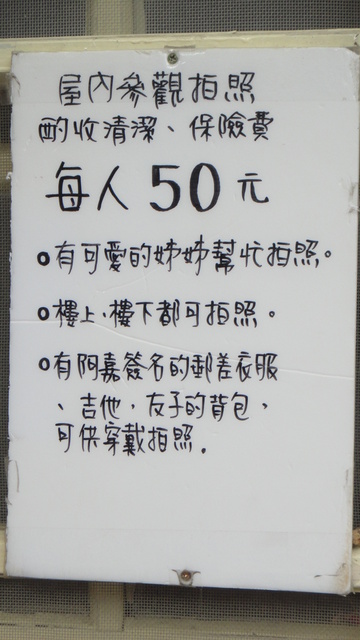 屋內參觀拍照
酌收清潔、保險費
每人 50 元
有可愛的姊姊幫忙拍照。
樓上、樓下都可拍照。
有阿嘉簽名的郵差衣服
、吉他，友子的背包，
可供穿戴拍照。